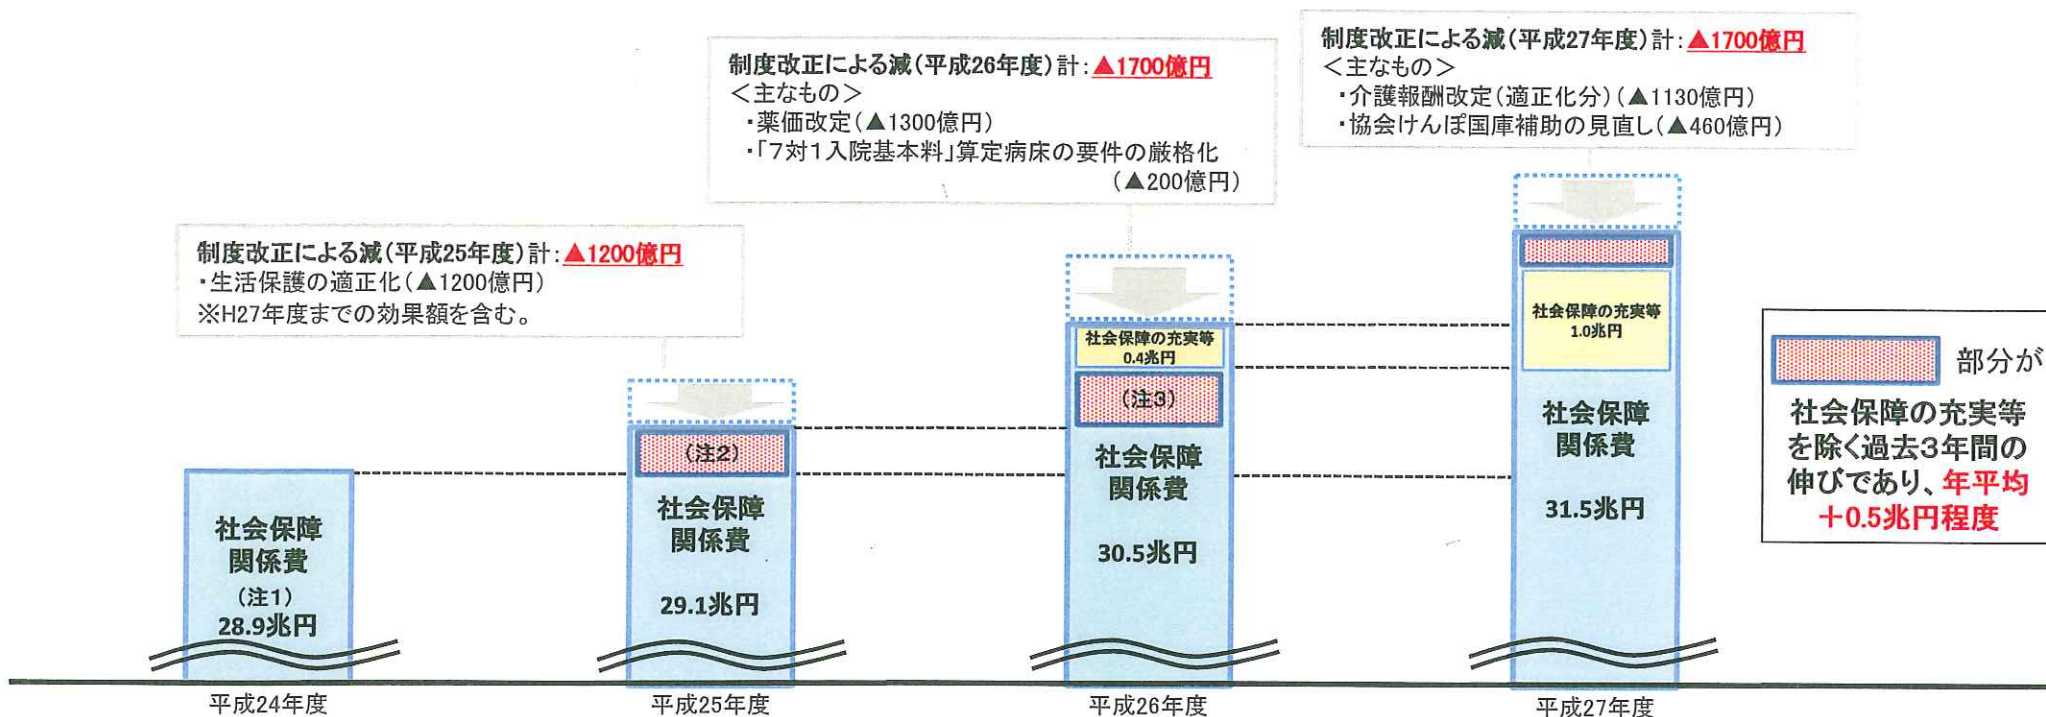 制度改正による減(平成25年度)計:▲1200億円
・生活保護の適正化(▲1200億円)
※H27年度までの効果額を含む。
制度改正による減(平成26年度)計:▲1700億円
＜主なもの＞
・薬価改定(▲1300億円)
・「7対1入院基本料」算定病床の要件の厳格化
(▲200億円)
制度改正による減(平成27年度)計:▲1700億円
＜主なもの＞
・介護報酬改定(適正化分)(▲1130億円)
・協会けんぽ国庫補助の見直し(▲460億円)
社会保障
関係費
(注1)
28.9兆円
平成24年度
(注2)
社会保障
関係費
29.1兆円
平成25年度
社会保障の充実等
0.4兆円
(注3)
社会保障
関係費
30.5兆円
平成26年度
社会保障の充実等
1.0兆円
社会保障
関係費
31.5兆円
平成27年度
部分が
社会保障の充実等
を除く過去3年間の
伸びであり、年平均
＋0.5兆円程度